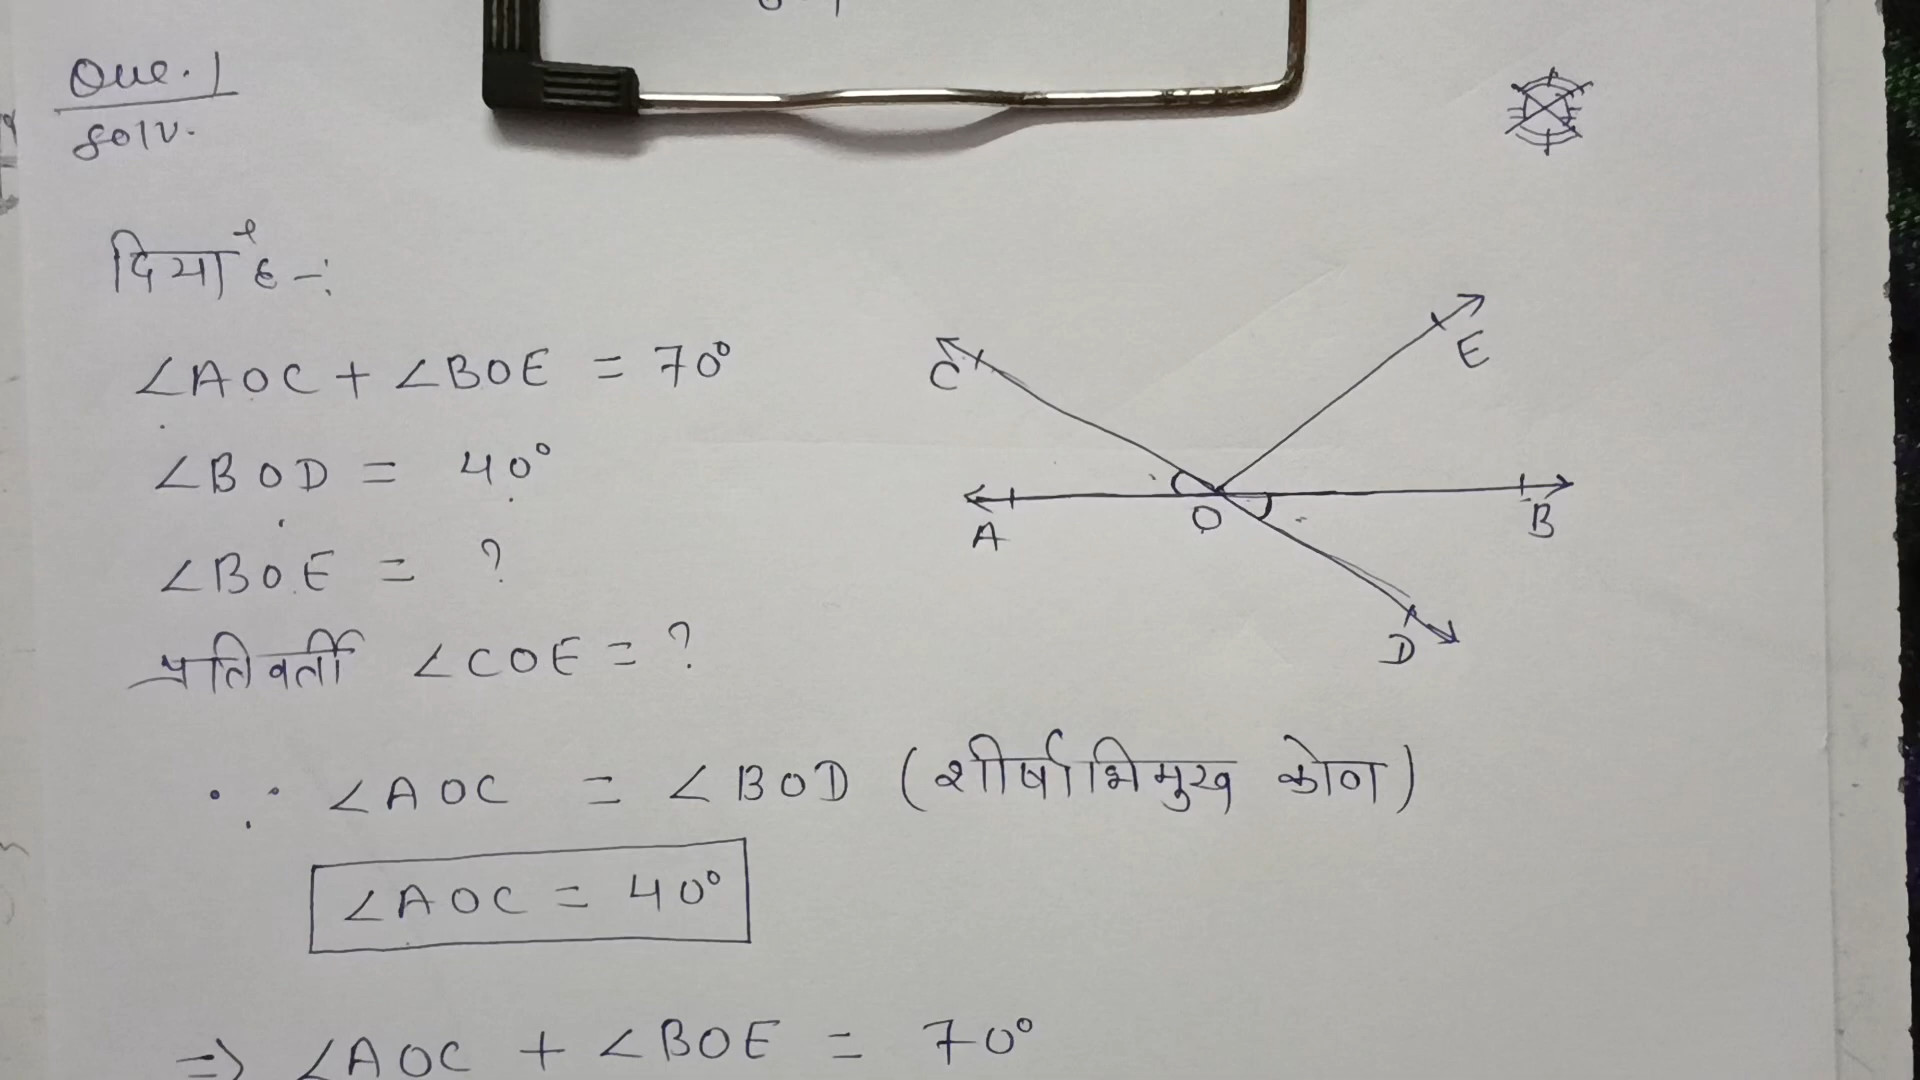 Que. 1
Solv.
दिया है -:
∠AOC + ∠BOE = 70°
∠BOD = 40°
∠BOE = ?
प्रतिवर्ती ∠COE = ?
∵ ∠AOC = ∠BOD (शीर्षाभिमुख कोण)
∠AOC = 40°
⇒ ∠AOC + ∠BOE = 70°
C
E
A
O
B
D